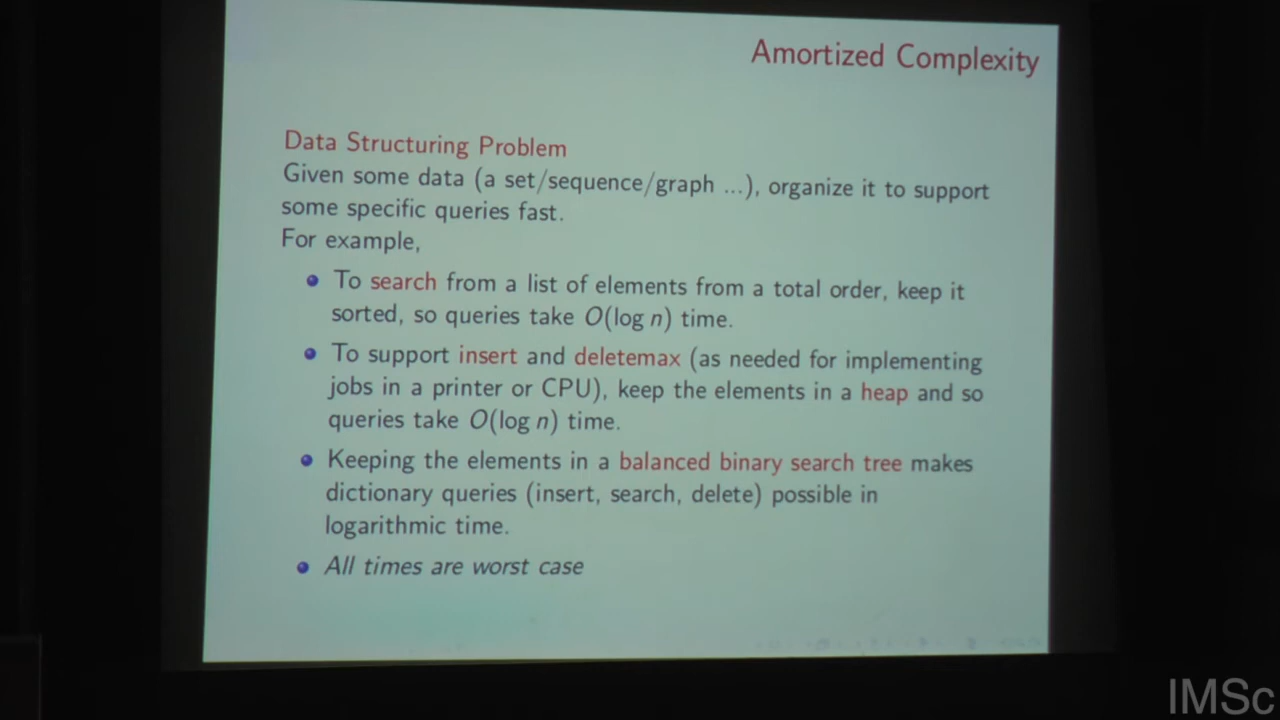 Amortized Complexity
Data Structuring Problem
Given some data (a set/sequence/graph ...), organize it to support
some specific queries fast.
For example,
To search from a list of elements from a total order, keep it
sorted, so queries take O(log n) time.
To support insert and deletemax (as needed for implementing
jobs in a printer or CPU), keep the elements in a heap and so
queries take O(log n) time.
Keeping the elements in a balanced binary search tree makes
dictionary queries (insert, search, delete) possible in
logarithmic time.
All times are worst case
IMSc